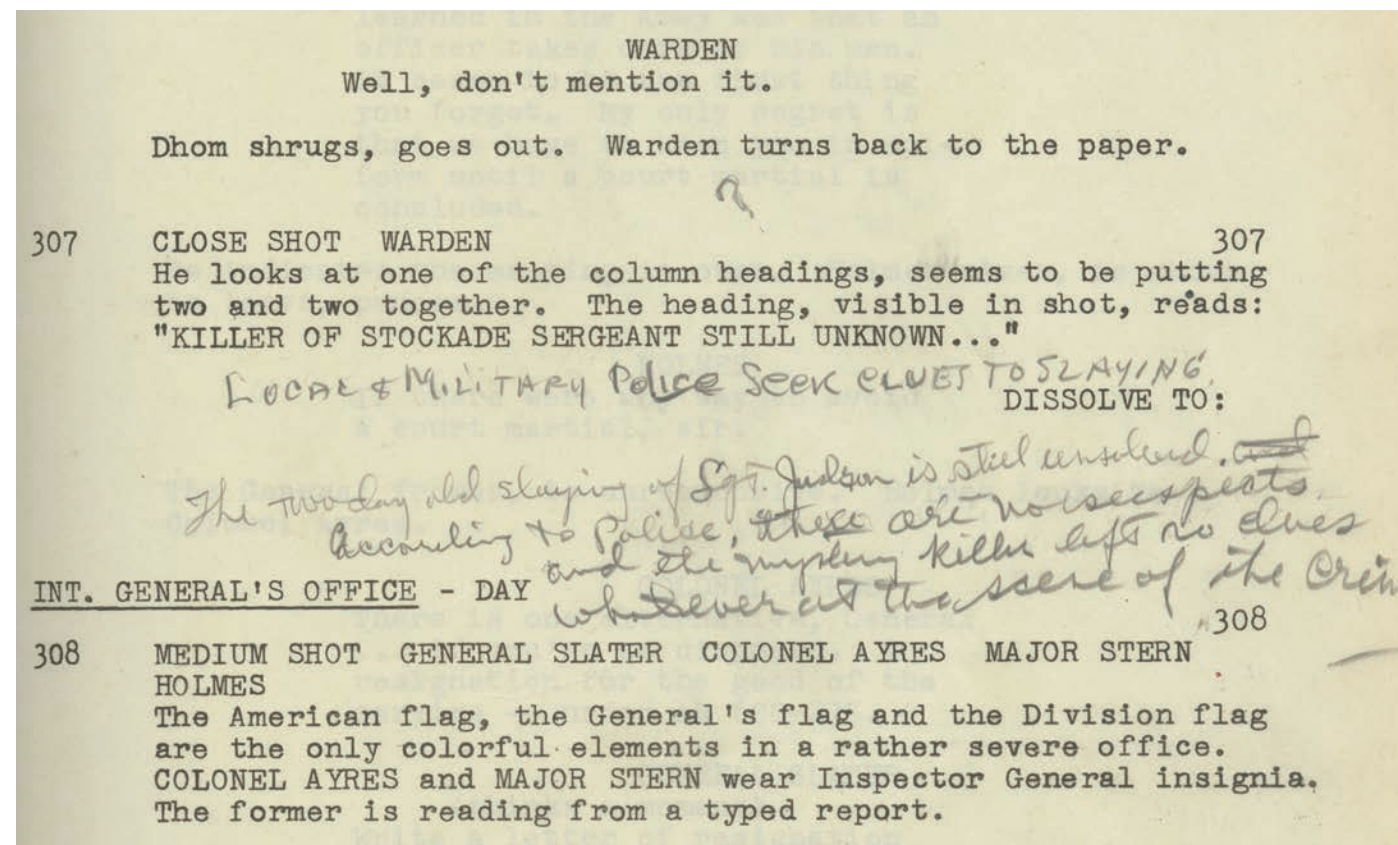 WARDEN
Well, don't mention it.
Dhom shrugs, goes out. Warden turns back to the paper.
307 CLOSE SHOT WARDEN 307
He looks at one of the column headings, seems to be putting
two and two together. The heading, visible in shot, reads:
"KILLER OF STOCKADE SERGEANT STILL UNKNOWN..."
LOCAL & MILITARY POLICE SEEK CLUES TO SLAYING.
DISSOLVE TO:
The two day old slaying of Sgt. Judson is still unsolved. and
According to Police, there are no suspects
and the mystery killer left no clues
INT. GENERAL'S OFFICE - DAY
whatsever at the scene of the Crim
308
308 MEDIUM SHOT GENERAL SLATER COLONEL AYRES MAJOR STERN
HOLMES
The American flag, the General's flag and the Division flag
are the only colorful elements in a rather severe office.
COLONEL AYRES and MAJOR STERN wear Inspector General insignia.
The former is reading from a typed report.